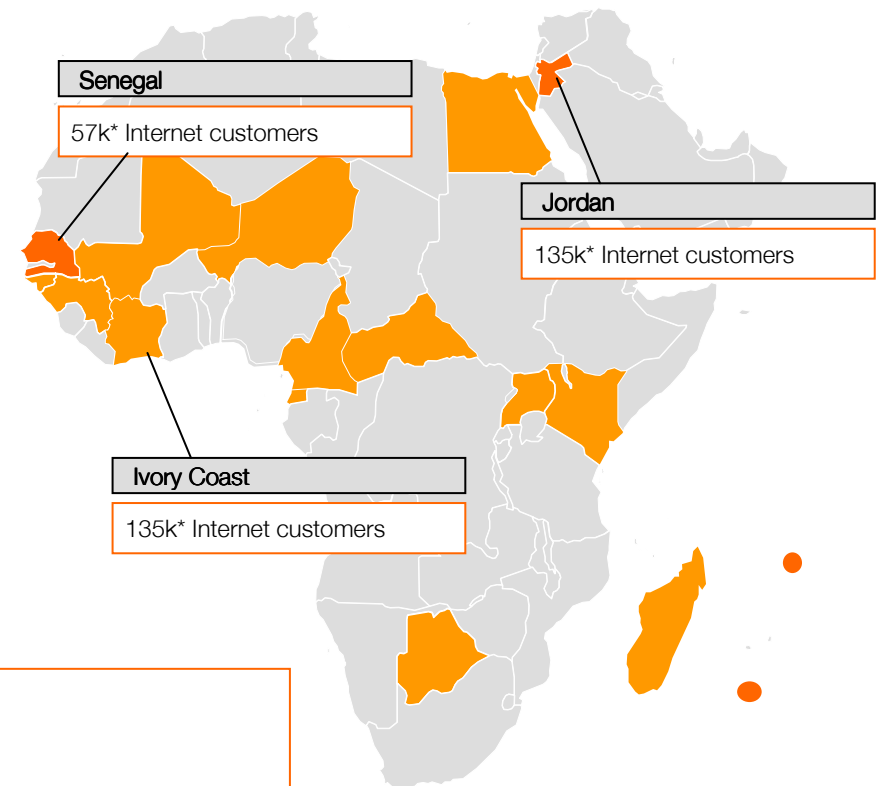 Senegal
57k* Internet customers
Jordan
135k* Internet customers
Ivory Coast
135k* Internet customers